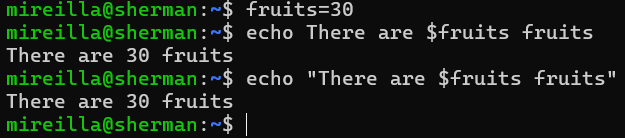 mireilla@sherman:~$ fruits=30
mireilla@sherman:~$ echo There are $fruits fruits
There are 30 fruits
mireilla@sherman:~$ echo "There are $fruits fruits"
There are 30 fruits
mireilla@sherman:~$